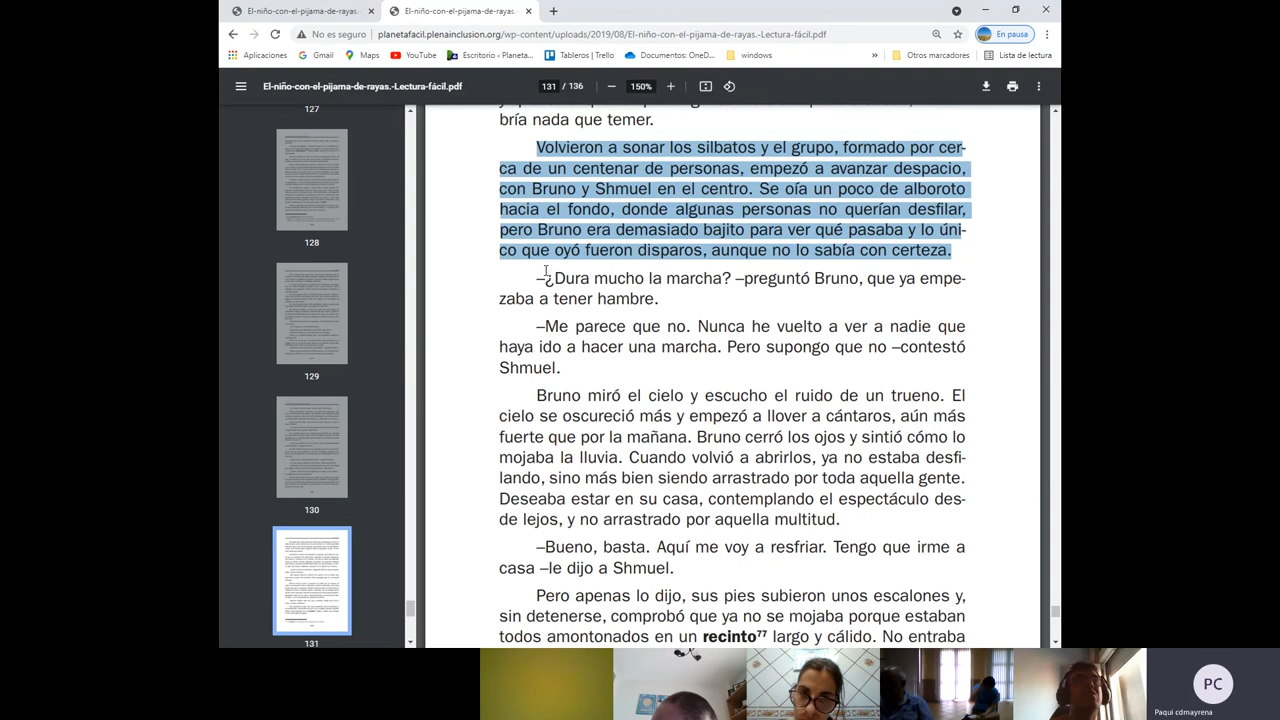 El-niño-con-el-pijama-de-rayas.-
El-niño-con-el-pijama-de-rayas.-
No es seguro
planetafacil.plenainclusion.org/wp-content/uploads/2019/08/El-niño-con-el-pijama-de-rayas.-Lectura-fácil.pdf
En pausa
Aplicaciones
Gmail
Maps
YouTube
Escritorio – Planeta...
Tableros | Trello
Documentos: OneD...
windows
»
Otros marcadores
Lista de lectura
El-niño-con-el-pijama-de-rayas.-Lectura-fácil.pdf
131 / 136
150%
127
128
129
130
131
bría nada que temer.
Volvieron a sonar los silbatos y el grupo, formado por cer-
ca de un centenar de personas, empezó a avanzar despacio,
con Bruno y Shmuel en el centro. Se oía un poco de alboroto
hacia el fondo, donde algunas personas no querían desfilar,
pero Bruno era demasiado bajito para ver qué pasaba y lo úni-
co que oyó fueron disparos, aunque no lo sabía con certeza.
–¿Dura mucho la marcha? –preguntó Bruno, que ya empe-
zaba a tener hambre.
–Me parece que no. Nunca he vuelto a ver a nadie que
haya ido a hacer una marcha. Pero supongo que no –contestó
Shmuel.
Bruno miró el cielo y escuchó el ruido de un trueno. El
cielo se oscureció más y empezó a llover a cántaros, aún más
fuerte que por la mañana. Bruno cerró los ojos y sintió cómo lo
mojaba la lluvia. Cuando volvió a abrirlos, ya no estaba desfi-
lando, sino más bien siendo arrastrado por toda aquella gente.
Deseaba estar en su casa, contemplando el espectáculo des-
de lejos, y no arrastrado por aquella multitud.
se. Aquí me voy a resfriar. Tengo que irme a
casa –le dijo a Shmuel.
Pero apenas lo dijo, sus pies subieron unos escalones y,
sin detenerse, comprobó que ya no se mojaba porque estaban
todos amontonados en un recinto77 largo y cálido. No entraba
PC
Paqui cdmayrena